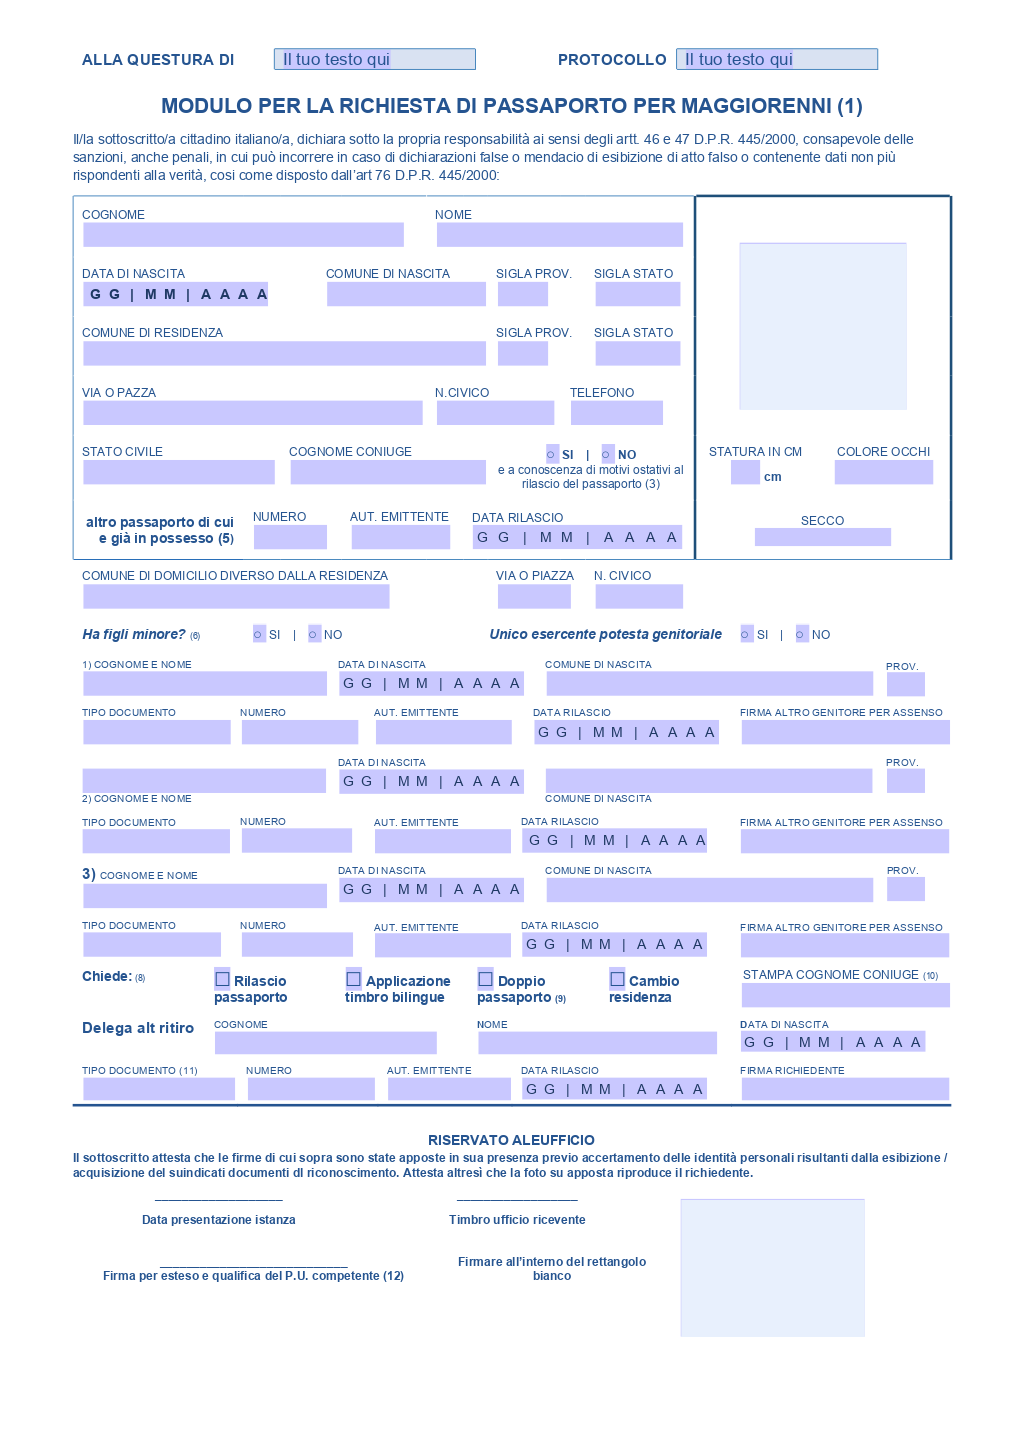 ALLA QUESTURA DI Il tuo testo qui PROTOCOLLO Il tuo testo qui
MODULO PER LA RICHIESTA DI PASSAPORTO PER MAGGIORENNI (1)
Il/la sottoscritto/a cittadino italiano/a, dichiara sotto la propria responsabilità ai sensi degli artt. 46 e 47 D.P.R. 445/2000, consapevole delle
sanzioni, anche penali, in cui può incorrere in caso di dichiarazioni false o mendacio di esibizione di atto falso o contenente dati non più
rispondenti alla verità, cosi come disposto dall'art 76 D.P.R. 445/2000:
COGNOME NOME
DATA DI NASCITA COMUNE DI NASCITA SIGLA PROV. SIGLA STATO
G G | M M | A A A A
COMUNE DI RESIDENZA SIGLA PROV. SIGLA STATO
VIA O PAZZA N.CIVICO TELEFONO
STATO CIVILE COGNOME CONIUGE ○ SI | ○ NO STATURA IN CM COLORE OCCHI
e a conoscenza di motivi ostativi al cm
rilascio del passaporto (3)
altro passaporto di cui NUMERO AUT. EMITTENTE DATA RILASCIO SECCO
e già in possesso (5) G G | M M | A A A A
COMUNE DI DOMICILIO DIVERSO DALLA RESIDENZA VIA O PIAZZA N. CIVICO
Ha figli minore? (6) ○ SI | ○ NO Unico esercente potesta genitoriale ○ SI | ○ NO
1) COGNOME E NOME DATA DI NASCITA COMUNE DI NASCITA PROV.
G G | M M | A A A A
TIPO DOCUMENTO NUMERO AUT. EMITTENTE DATA RILASCIO FIRMA ALTRO GENITORE PER ASSENSO
G G | M M | A A A A
DATA DI NASCITA PROV.
G G | M M | A A A A
2) COGNOME E NOME COMUNE DI NASCITA
TIPO DOCUMENTO NUMERO AUT. EMITTENTE DATA RILASCIO FIRMA ALTRO GENITORE PER ASSENSO
G G | M M | A A A A
3) COGNOME E NOME DATA DI NASCITA COMUNE DI NASCITA PROV.
G G | M M | A A A A
TIPO DOCUMENTO NUMERO AUT. EMITTENTE DATA RILASCIO FIRMA ALTRO GENITORE PER ASSENSO
G G | M M | A A A A
Chiede: (8) ☐ Rilascio ☐ Applicazione ☐ Doppio ☐ Cambio STAMPA COGNOME CONIUGE (10)
passaporto timbro bilingue passaporto (9) residenza
Delega alt ritiro COGNOME NOME DATA DI NASCITA
G G | M M | A A A A
TIPO DOCUMENTO (11) NUMERO AUT. EMITTENTE DATA RILASCIO FIRMA RICHIEDENTE
G G | M M | A A A A
RISERVATO ALEUFFICIO
Il sottoscritto attesta che le firme di cui sopra sono state apposte in sua presenza previo accertamento delle identità personali risultanti dalla esibizione /
acquisizione del suindicati documenti dI riconoscimento. Attesta altresì che la foto su apposta riproduce il richiedente.
Data presentazione istanza Timbro ufficio ricevente
Firma per esteso e qualifica del P.U. competente (12) Firmare all'interno del rettangolo
bianco